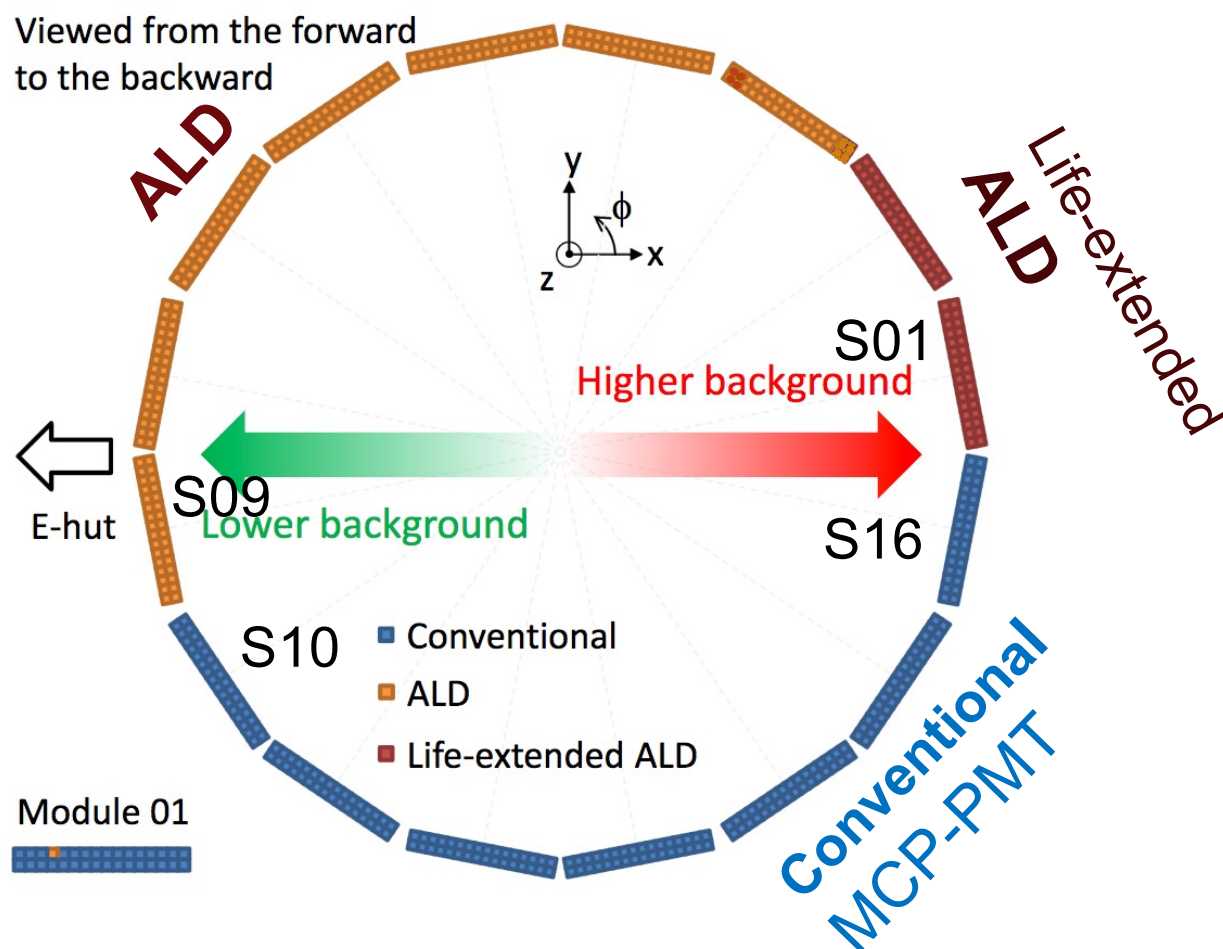 Viewed from the forward
to the backward
ALD
Life-extended
ALD
y
ϕ
x
z
S01
Higher background
S09
Lower background
E-hut
S16
S10
Conventional
ALD
Life-extended ALD
Conventional
MCP-PMT
Module 01